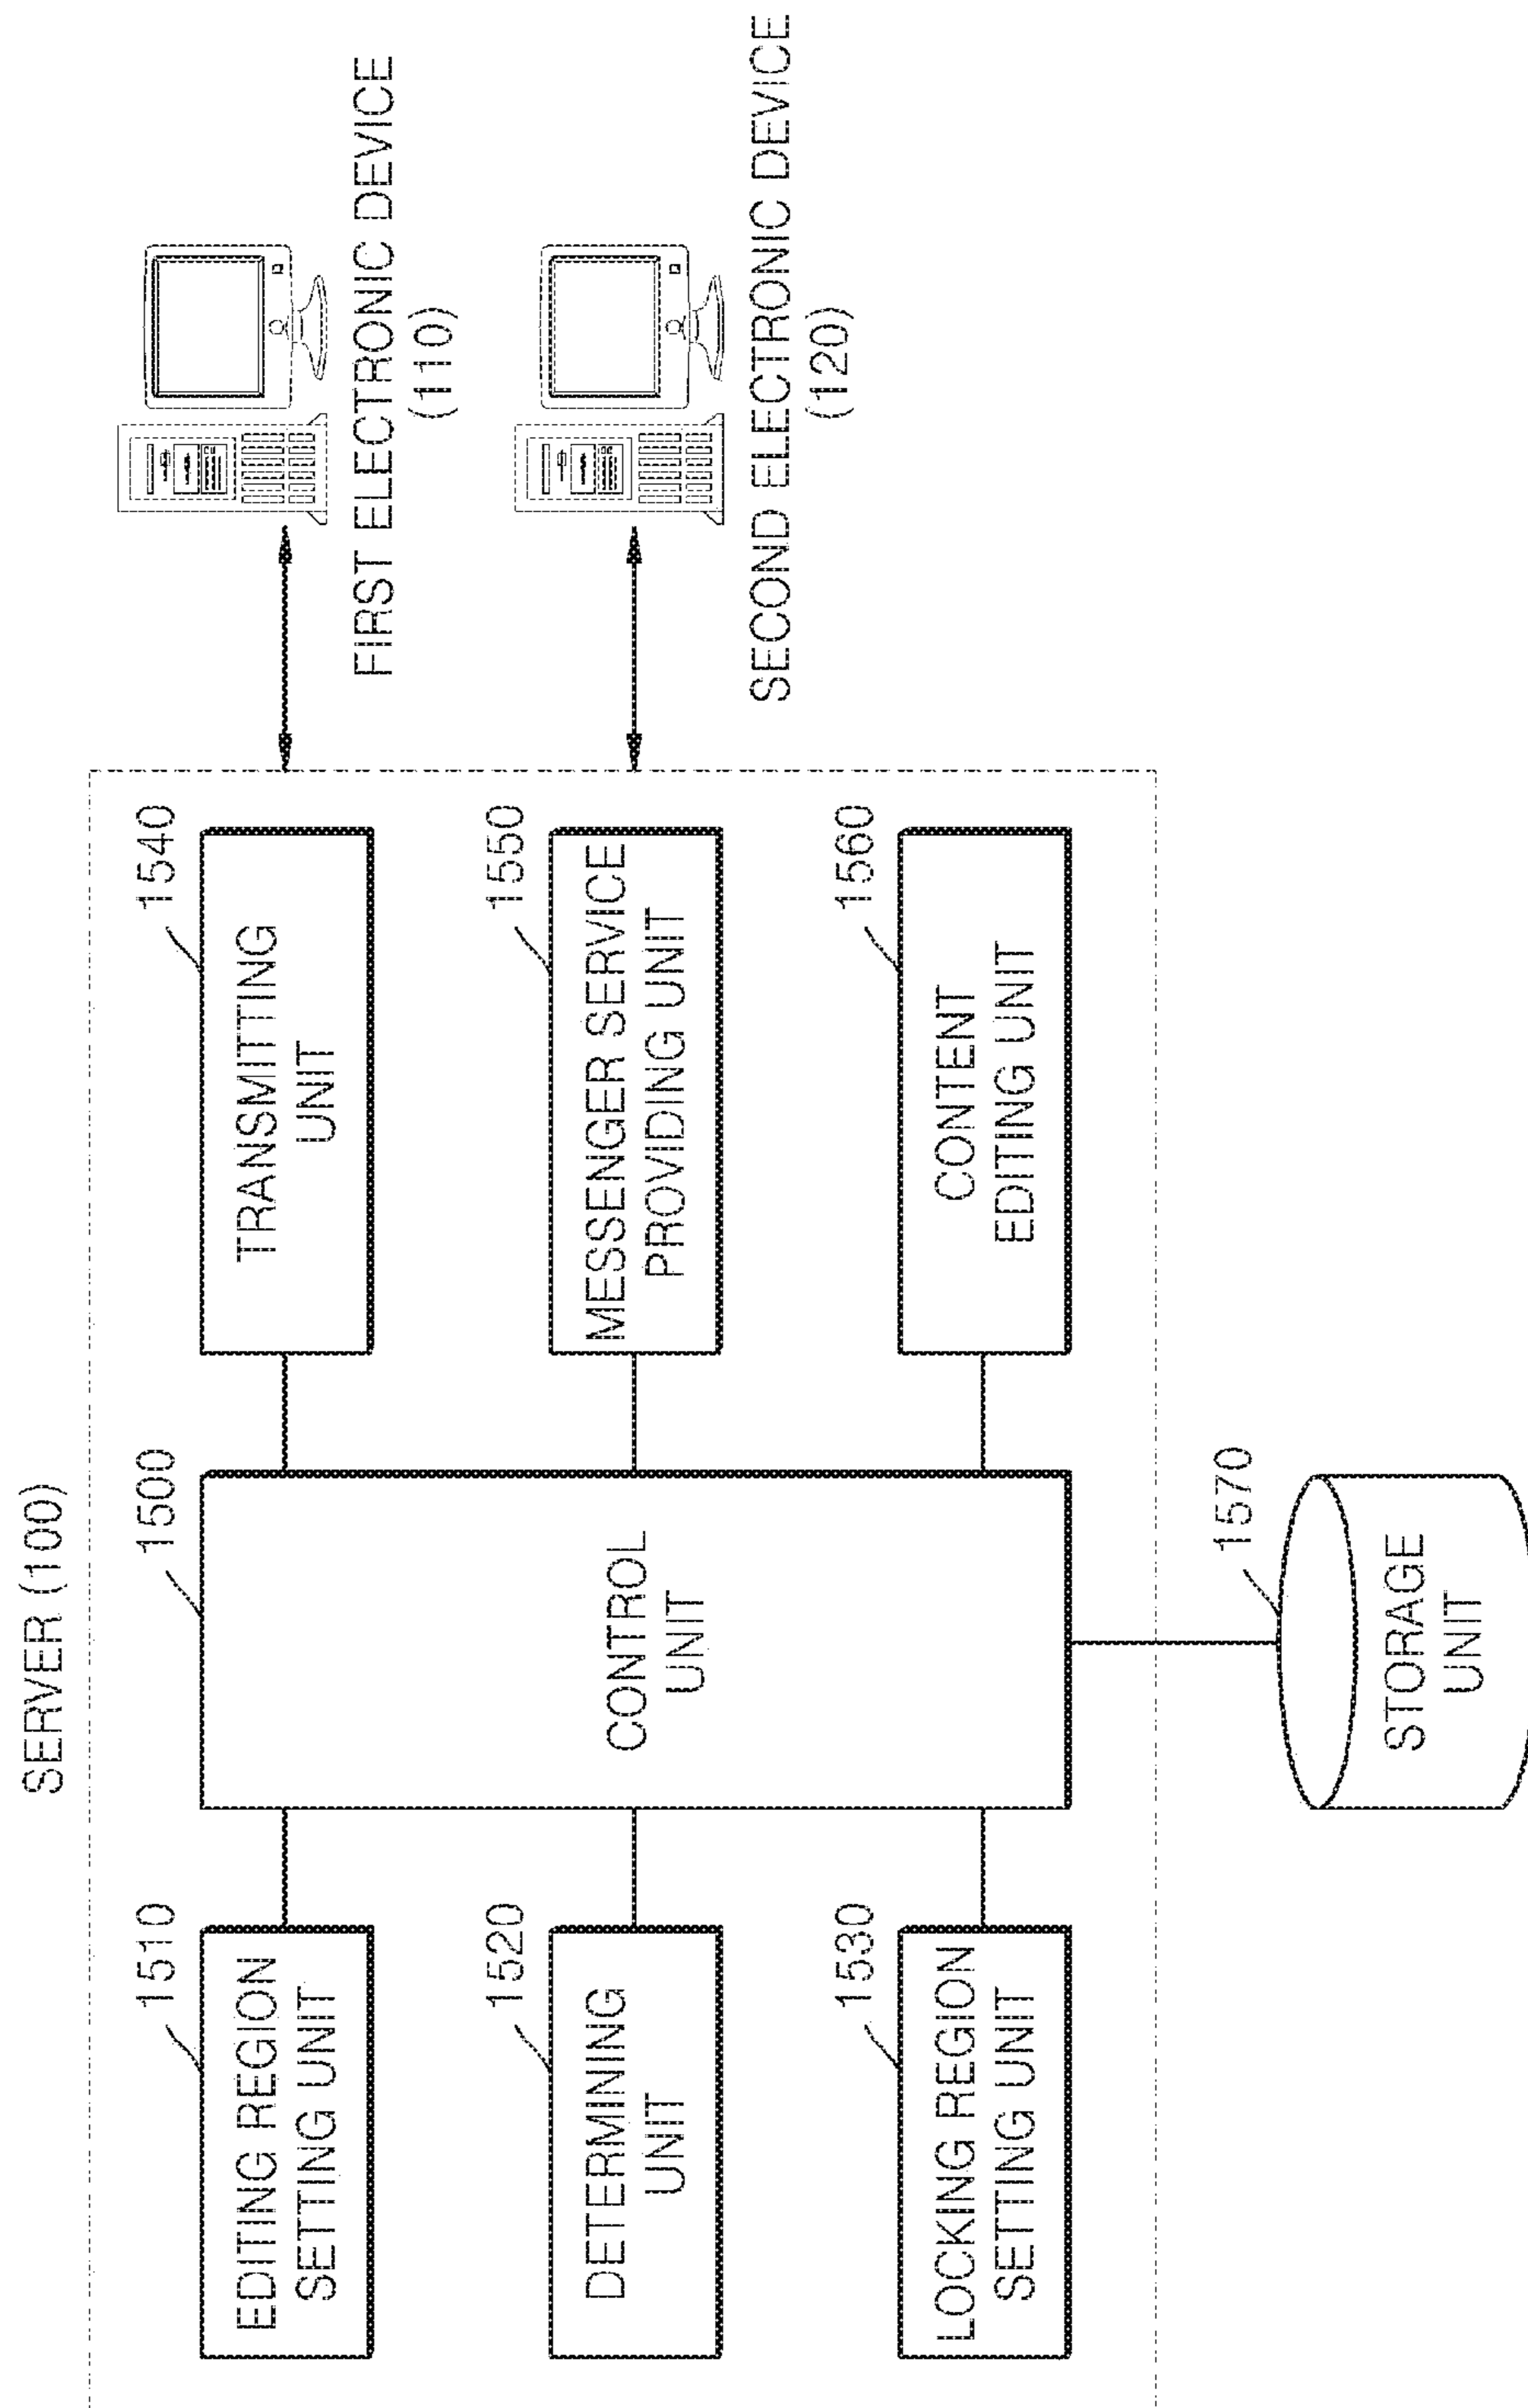 SERVER (100)
1510
EDITING REGION
SETTING UNIT
1520
DETERMINING
UNIT
1530
LOCKING REGION
SETTING UNIT
1500
CONTROL
UNIT
1540
TRANSMITTING
UNIT
1550
MESSENGER SERVICE
PROVIDING UNIT
1560
CONTENT
EDITING UNIT
1570
STORAGE
UNIT
FIRST ELECTRONIC DEVICE
(110)
SECOND ELECTRONIC DEVICE
(120)